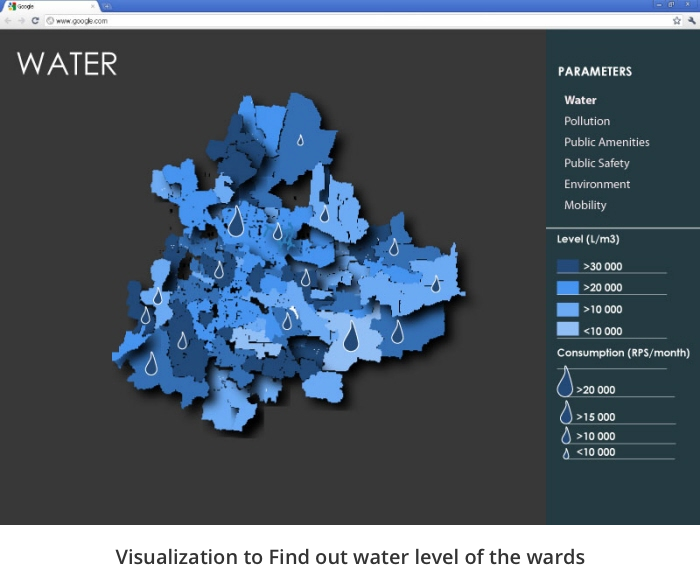 Google
www.google.com
WATER
PARAMETERS
Water
Pollution
Public Amenities
Public Safety
Environment
Mobility
Level (L/m3)
>30 000
>20 000
>10 000
<10 000
Consumption (RPS/month)
>20 000
>15 000
>10 000
<10 000
Visualization to Find out water level of the wards